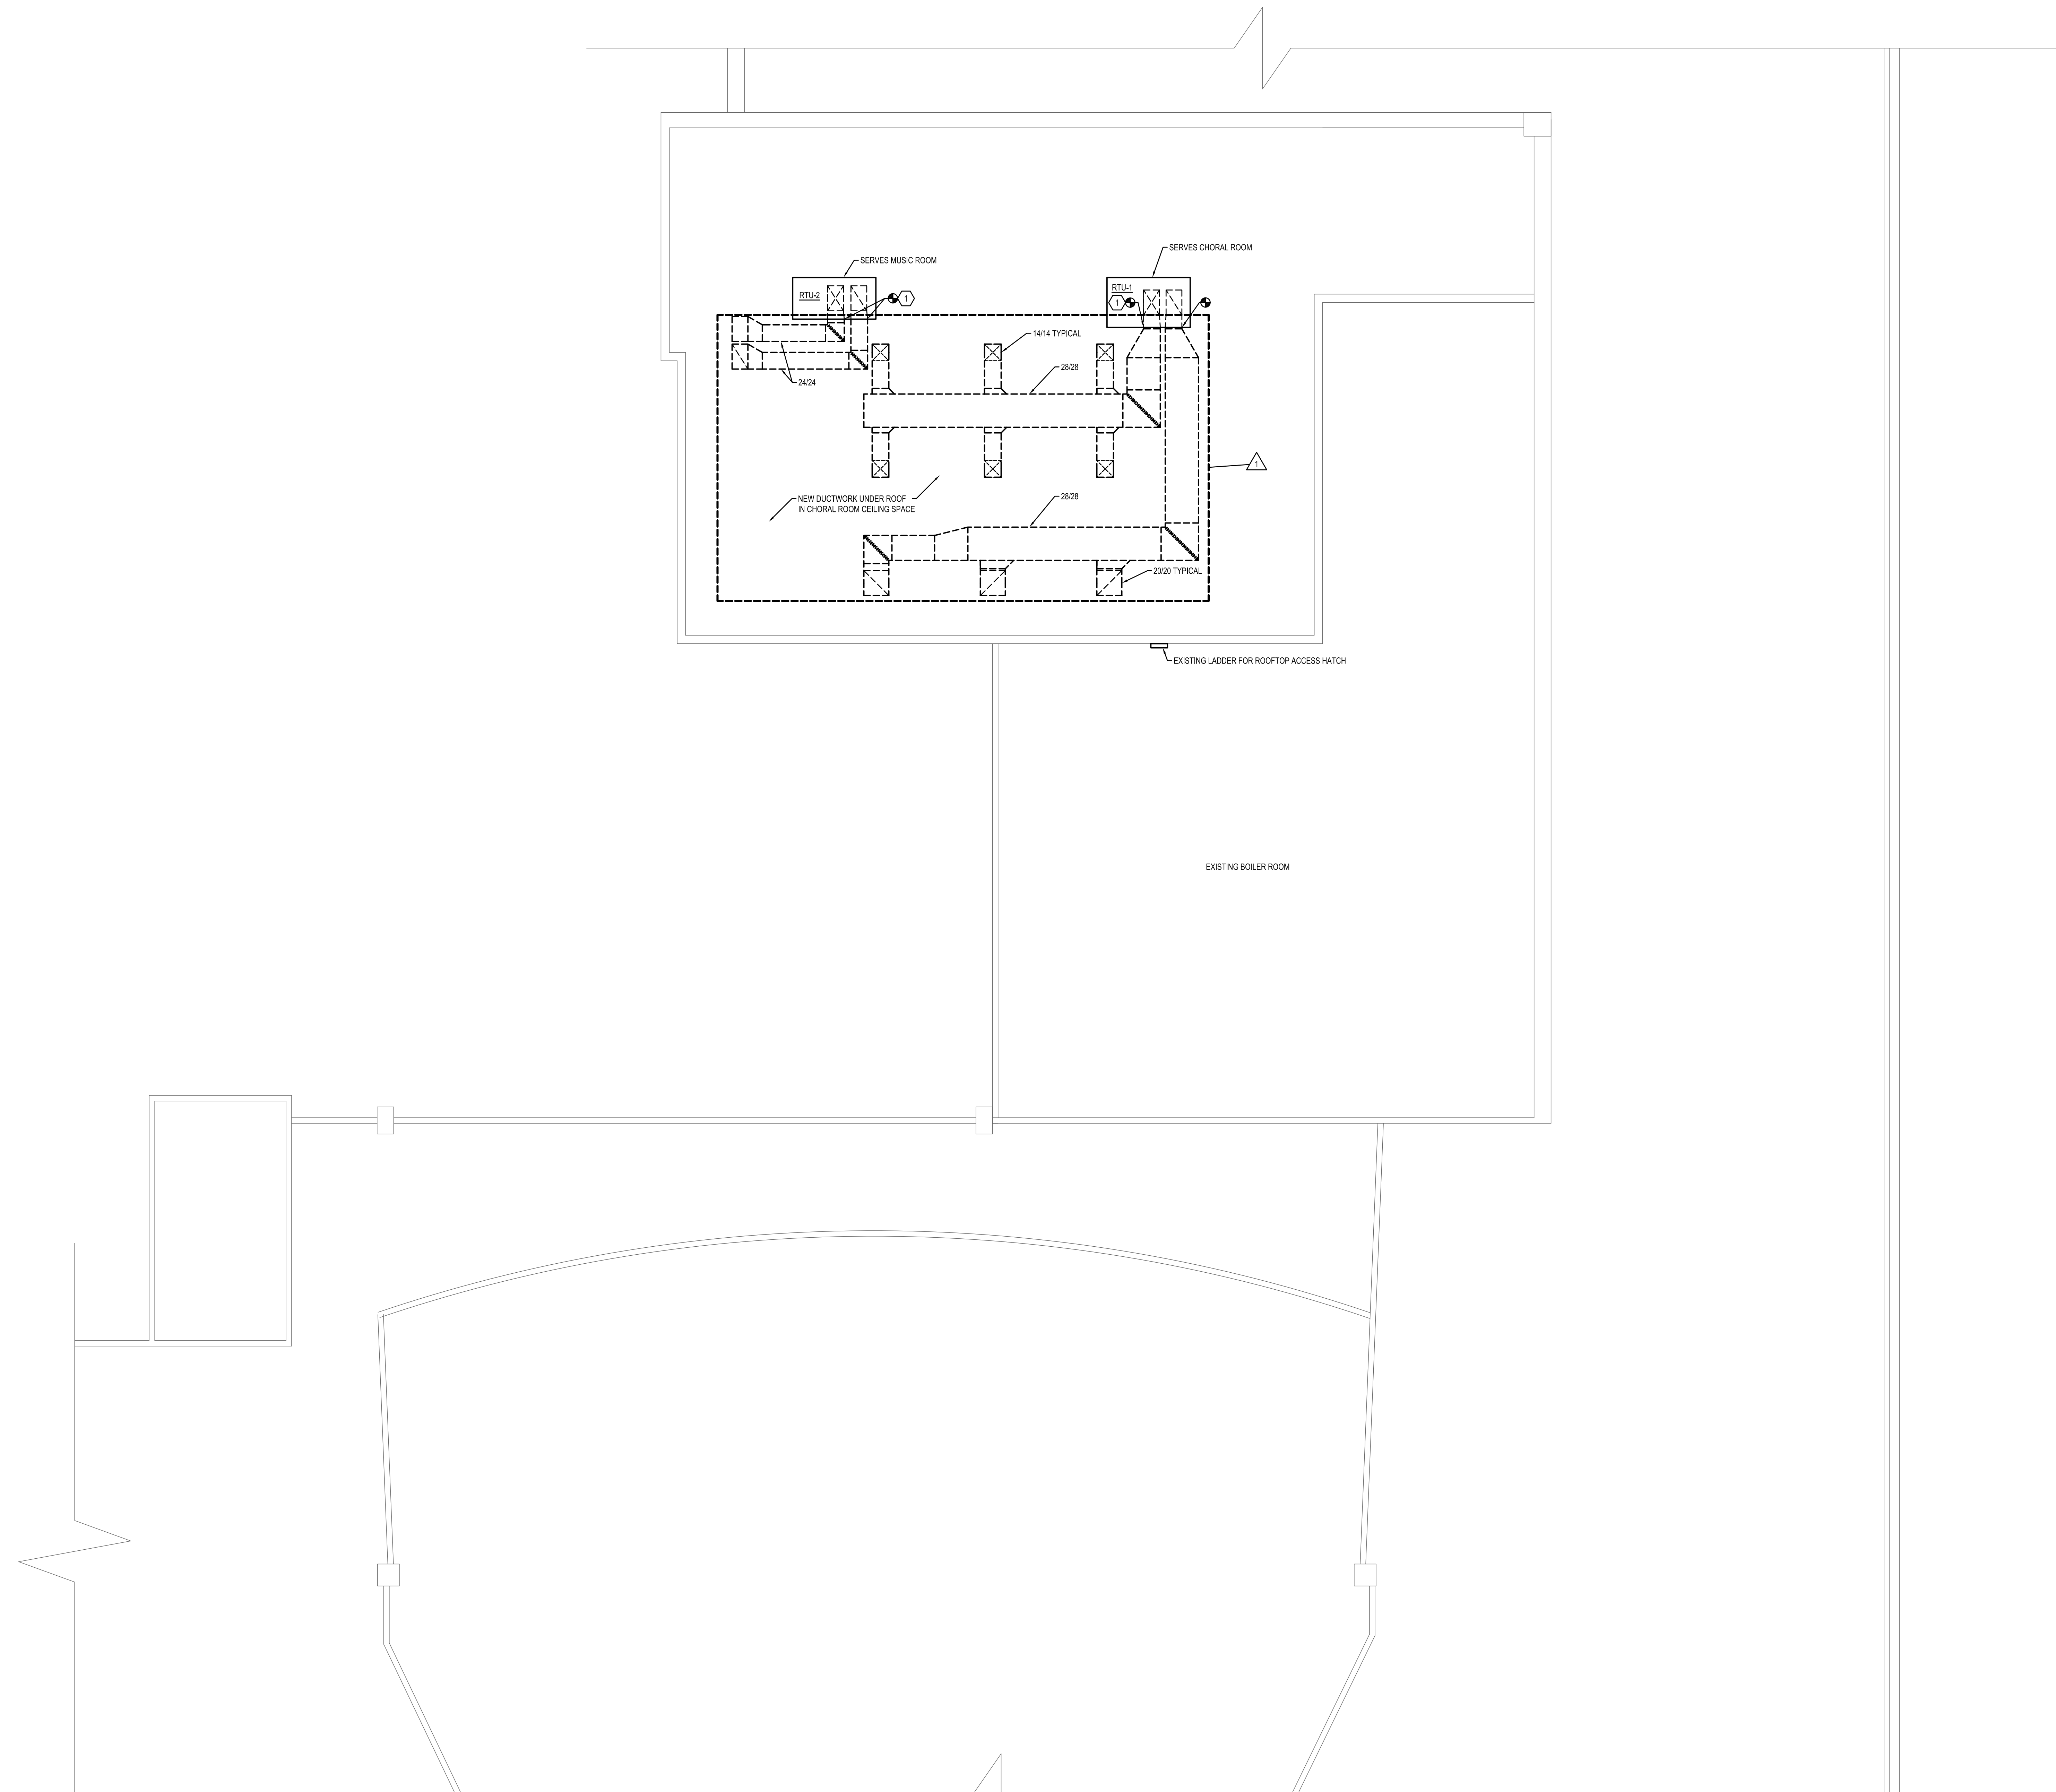 SERVES CHORAL ROOM
SERVES MUSIC ROOM
RTU-2
1
RTU-1
1
14/14 TYPICAL
28/28
24/24
1
NEW DUCTWORK UNDER ROOF
IN CHORAL ROOM CEILING SPACE
28/28
20/20 TYPICAL
EXISTING LADDER FOR ROOFTOP ACCESS HATCH
EXISTING BOILER ROOM